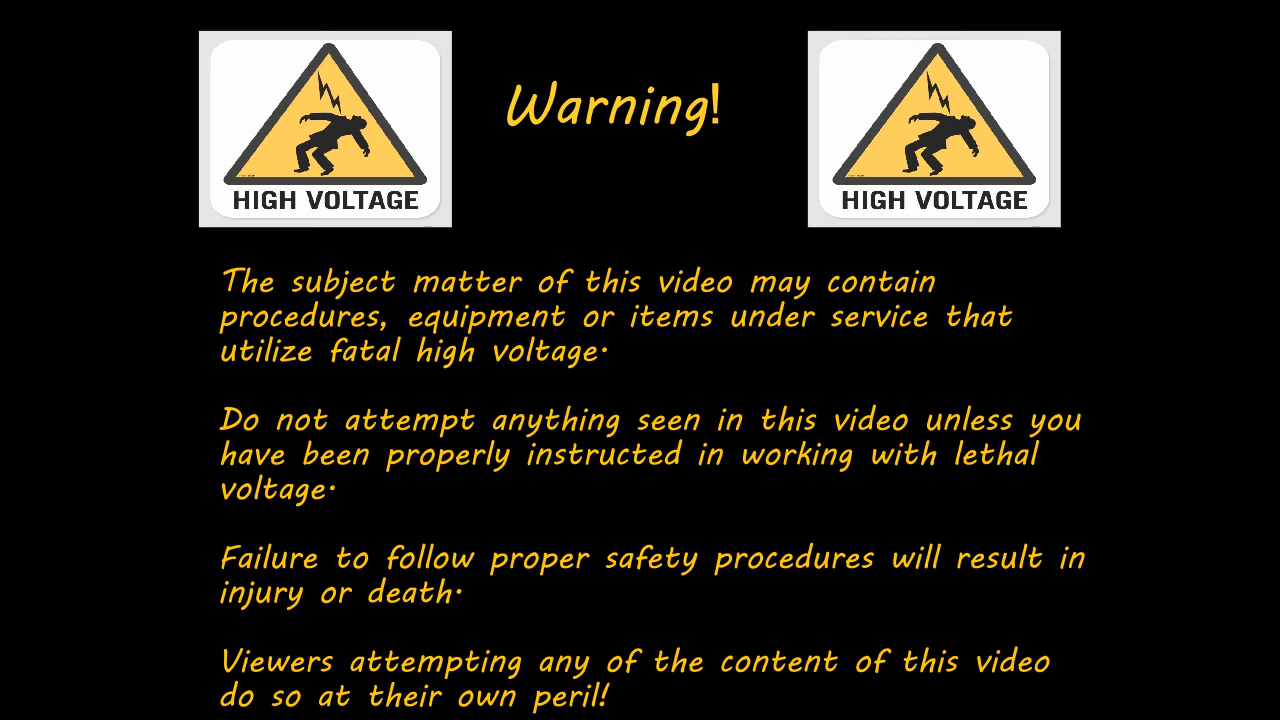 Warning!
HIGH VOLTAGE
HIGH VOLTAGE
The subject matter of this video may contain
procedures, equipment or items under service that
utilize fatal high voltage.
Do not attempt anything seen in this video unless you
have been properly instructed in working with lethal
voltage.
Failure to follow proper safety procedures will result in
injury or death.
Viewers attempting any of the content of this video
do so at their own peril!